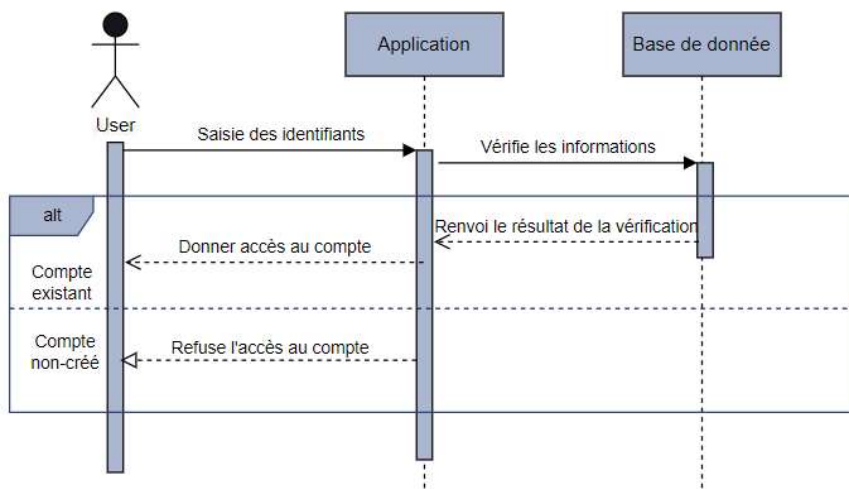 Application
Base de donnée
User
Saisie des identifiants
Vérifie les informations
alt
Renvoi le résultat de la vérification
Donner accès au compte
Compte
existant
Compte
non-créé
Refuse l'accès au compte